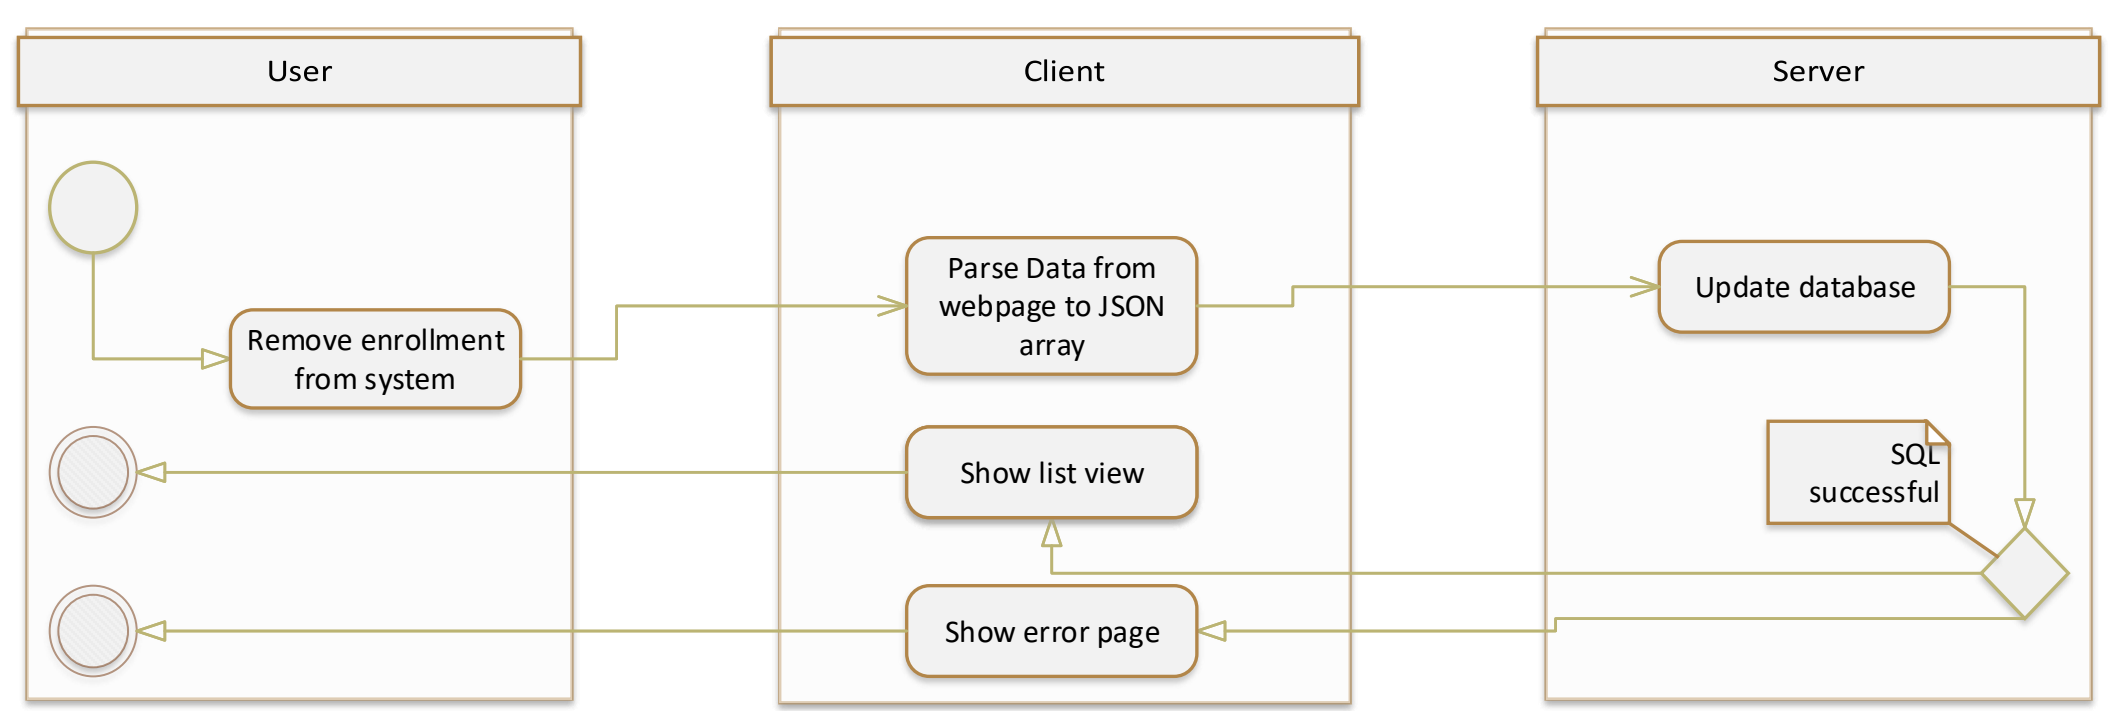 User
Client
Server
Remove enrollment
from system
Parse Data from
webpage to JSON
array
Update database
Show list view
SQL
successful
Show error page